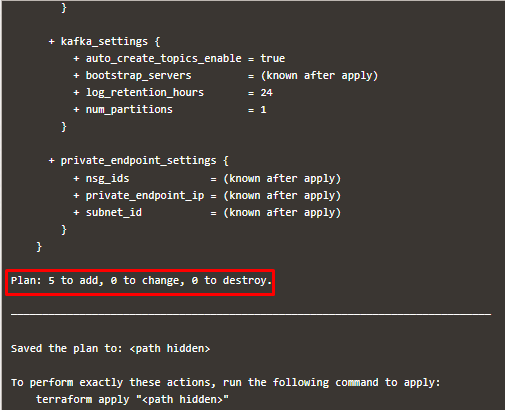 }
+ kafka_settings {
+ auto_create_topics_enable = true
+ bootstrap_servers = (known after apply)
+ log_retention_hours = 24
+ num_partitions = 1
}
+ private_endpoint_settings {
+ nsg_ids = (known after apply)
+ private_endpoint_ip = (known after apply)
+ subnet_id = (known after apply)
}
}
Plan: 5 to add, 0 to change, 0 to destroy.
Saved the plan to: <path hidden>
To perform exactly these actions, run the following command to apply:
terraform apply "<path hidden>"